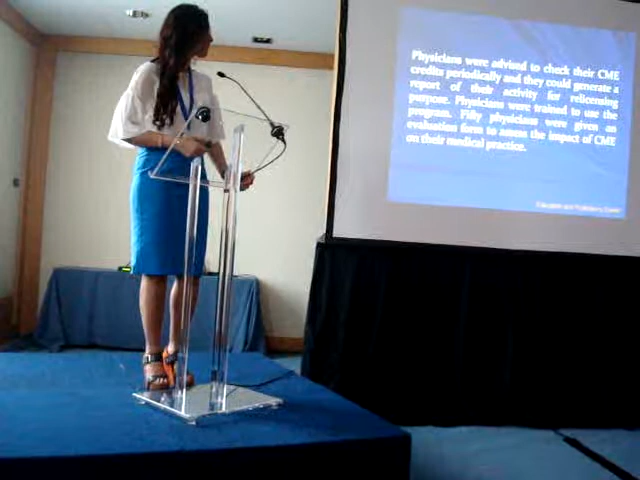 Physicians were advised to check their CME
credits periodically and they could generate a
report of their activity for relicensing
purpose. Physicians were trained to use the
program. Fifty physicians were given an
evaluation form to assess the impact of CME
on their medical practice.